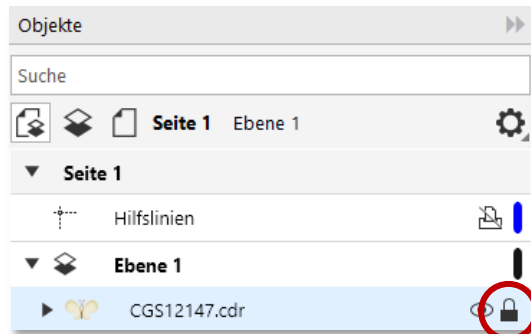 Objekte
Suche
Seite 1 Ebene 1
Seite 1
Hilfslinien
Ebene 1
CGS12147.cdr